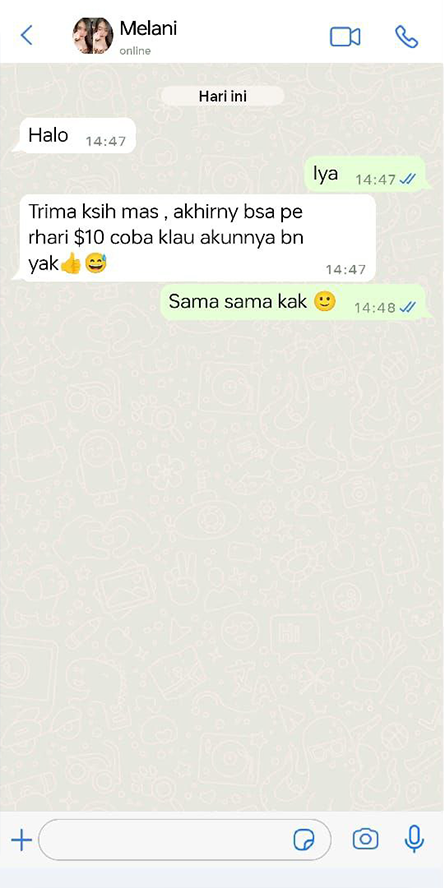 Melani
online
Hari ini
Halo 14:47
Iya 14:47
Trima ksih mas , akhirny bsa pe
rhari $10 coba klau akunnya bn
yak👍😅 14:47
Sama sama kak 🙂 14:48